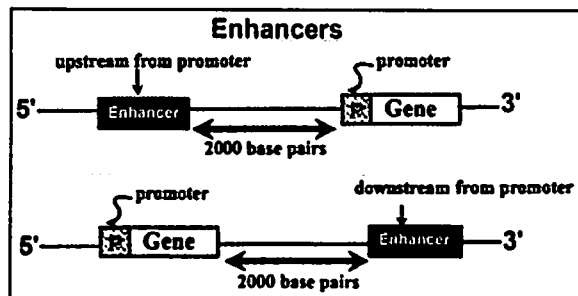 Enhancers
upstream from promoter
promoter
5' Enhancer P Gene 3'
2000 base pairs
promoter
downstream from promoter
5' P Gene Enhancer 3'
2000 base pairs